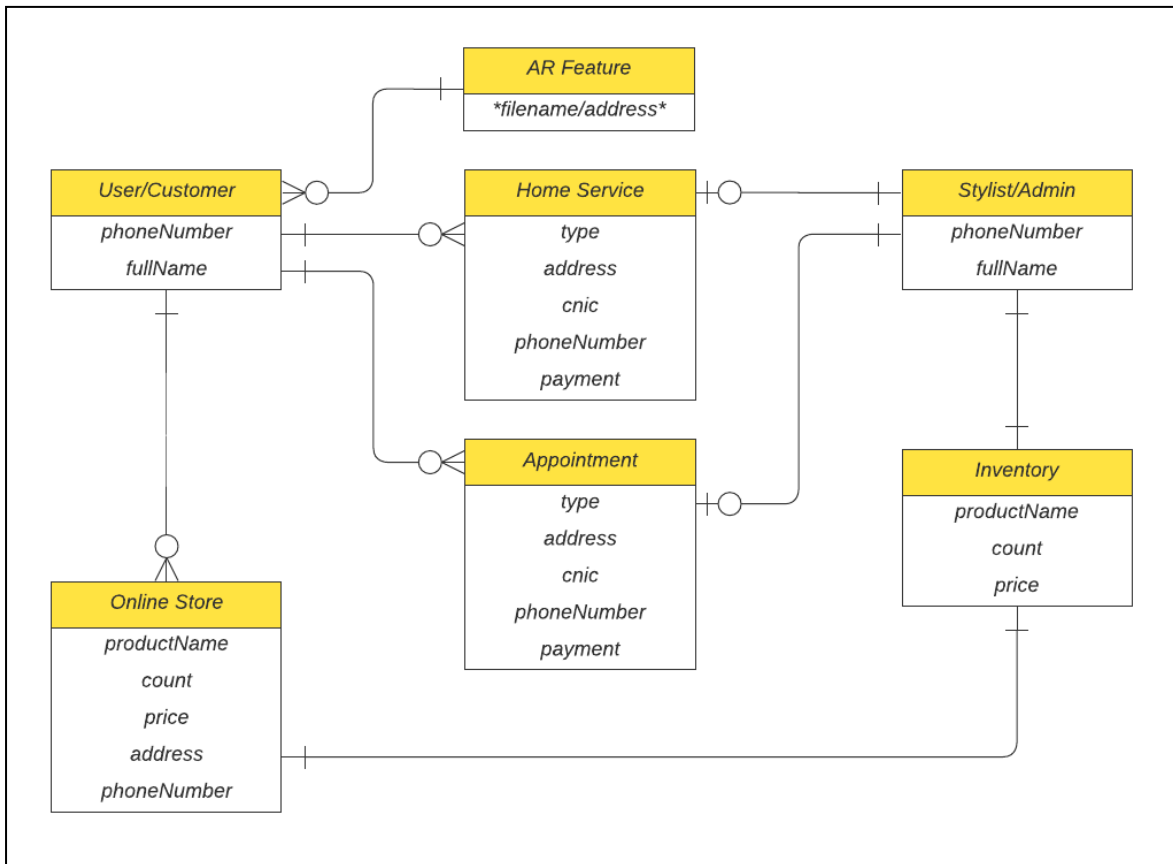 AR Feature
*filename/address*
User/Customer
phoneNumber
fullName
Home Service
type
address
cnic
phoneNumber
payment
Stylist/Admin
phoneNumber
fullName
Appointment
type
address
cnic
phoneNumber
payment
Inventory
productName
count
price
Online Store
productName
count
price
address
phoneNumber